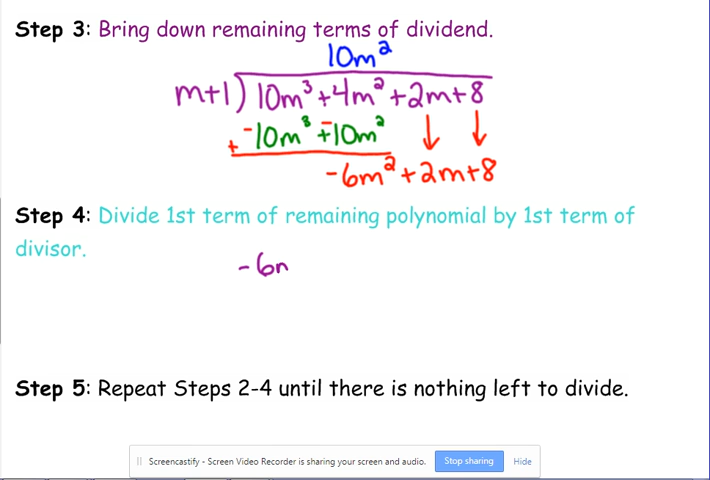 Step 3: Bring down remaining terms of dividend.
10m²
m+1) 10m³+4m²+2m+8
+ -10m³ +-10m²
-6m²+2m+8
Step 4: Divide 1st term of remaining polynomial by 1st term of
divisor.
-6n
Step 5: Repeat Steps 2-4 until there is nothing left to divide.
Screencastify - Screen Video Recorder is sharing your screen and audio. Stop sharing Hide